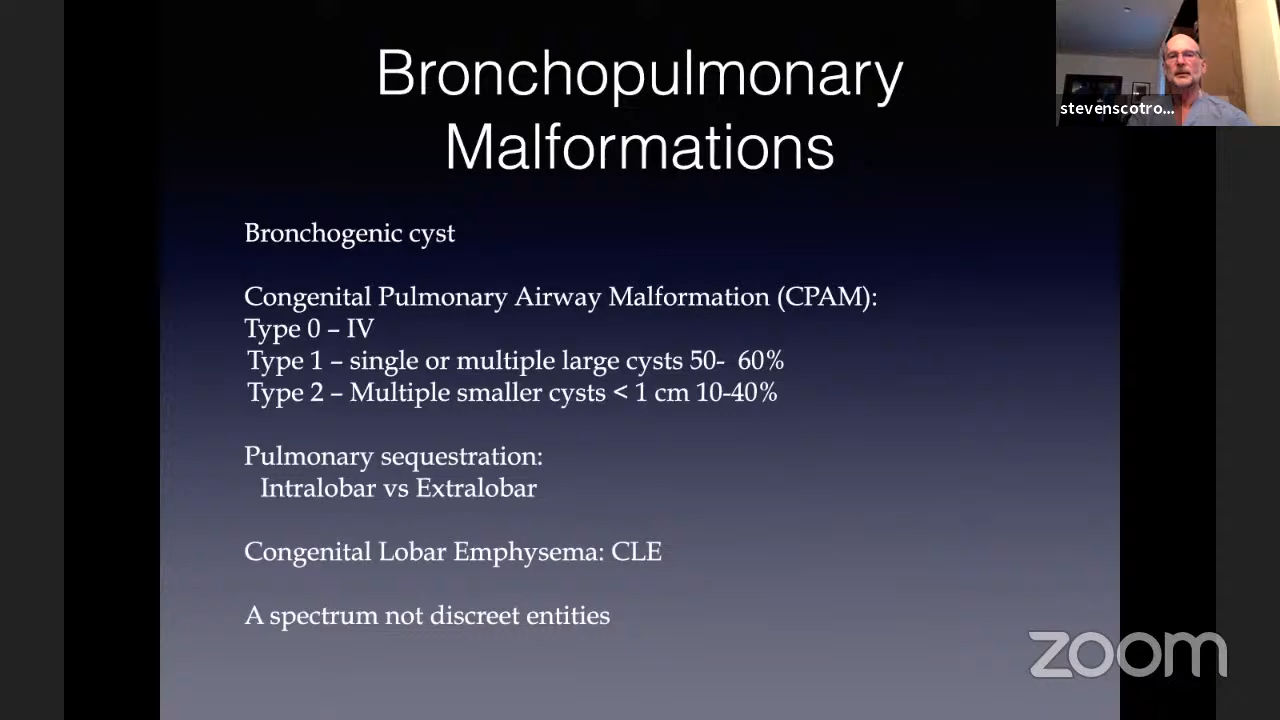 Bronchopulmonary
Malformations
stevenscotro...
Bronchogenic cyst
Congenital Pulmonary Airway Malformation (CPAM):
Type 0 – IV
Type 1 – single or multiple large cysts 50-  60%
Type 2 – Multiple smaller cysts < 1 cm 10-40%
Pulmonary sequestration:
Intralobar vs Extralobar
Congenital Lobar Emphysema: CLE
A spectrum not discreet entities
zoom